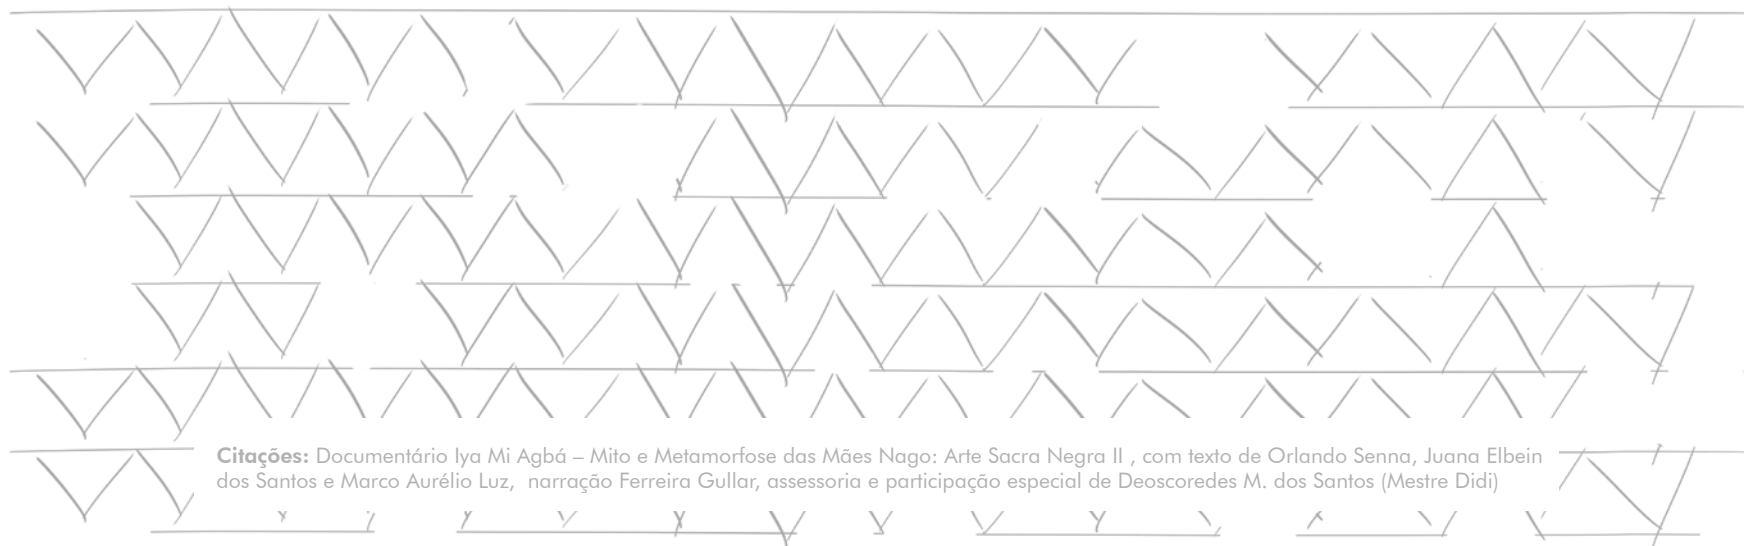 Citações: Documentário Iya Mi Agbá – Mito e Metamorfose das Mães Nago: Arte Sacra Negra II , com texto de Orlando Senna, Juana Elbein
dos Santos e Marco Aurélio Luz, narração Ferreira Gullar, assessoria e participação especial de Deoscoredes M. dos Santos (Mestre Didi)